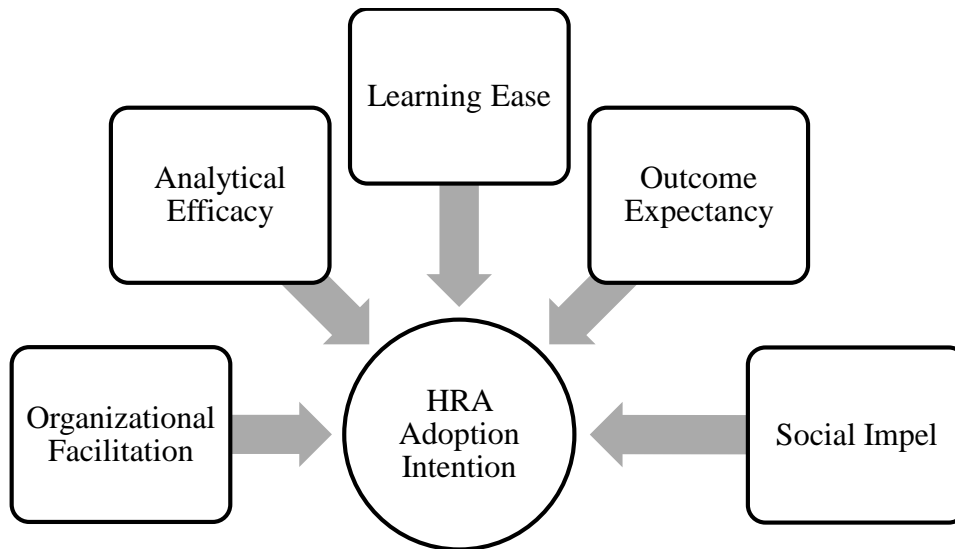 Learning Ease
Analytical
Efficacy
Outcome
Expectancy
Organizational
Facilitation
HRA
Adoption
Intention
Social Impel